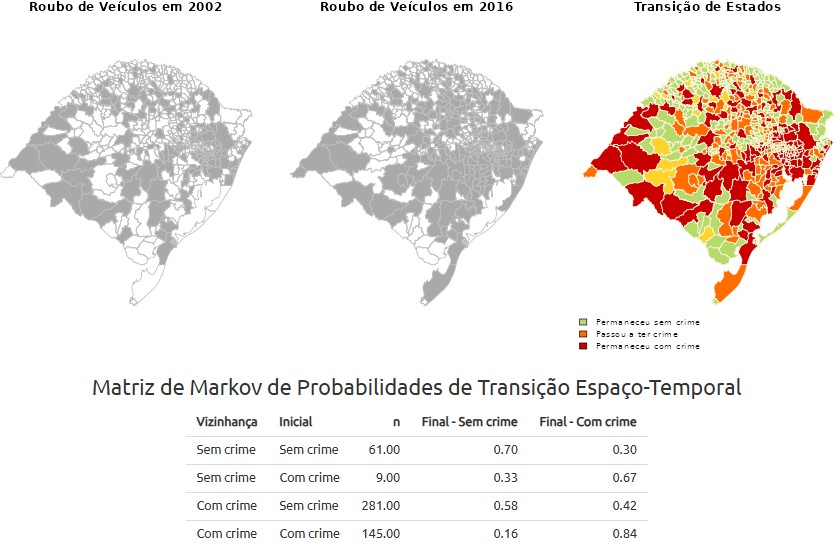 Roubo de Veículos em 2002
Roubo de Veículos em 2016
Transição de Estados
Permaneceu sem crime
Passou a ter crime
Permaneceu com crime
Matriz de Markov de Probabilidades de Transição Espaço-Temporal
Vizinhança Inicial n Final - Sem crime Final - Com crime
Sem crime Sem crime 61.00 0.70 0.30
Sem crime Com crime 9.00 0.33 0.67
Com crime Sem crime 281.00 0.58 0.42
Com crime Com crime 145.00 0.16 0.84